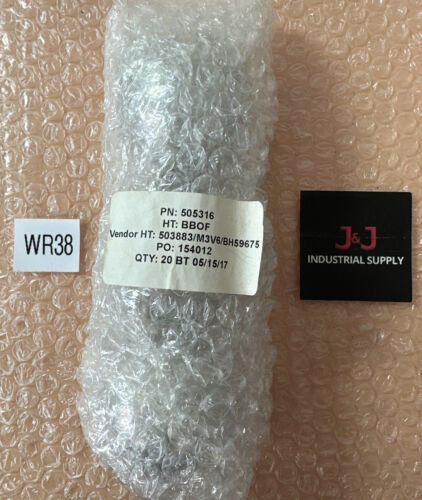 PN: 505316
HT: BBOF
Vendor HT: 503883/M3V6/BH59675
PO: 154012
QTY: 20 BT 05/15/17
WR38
J&J
INDUSTRIAL SUPPLY